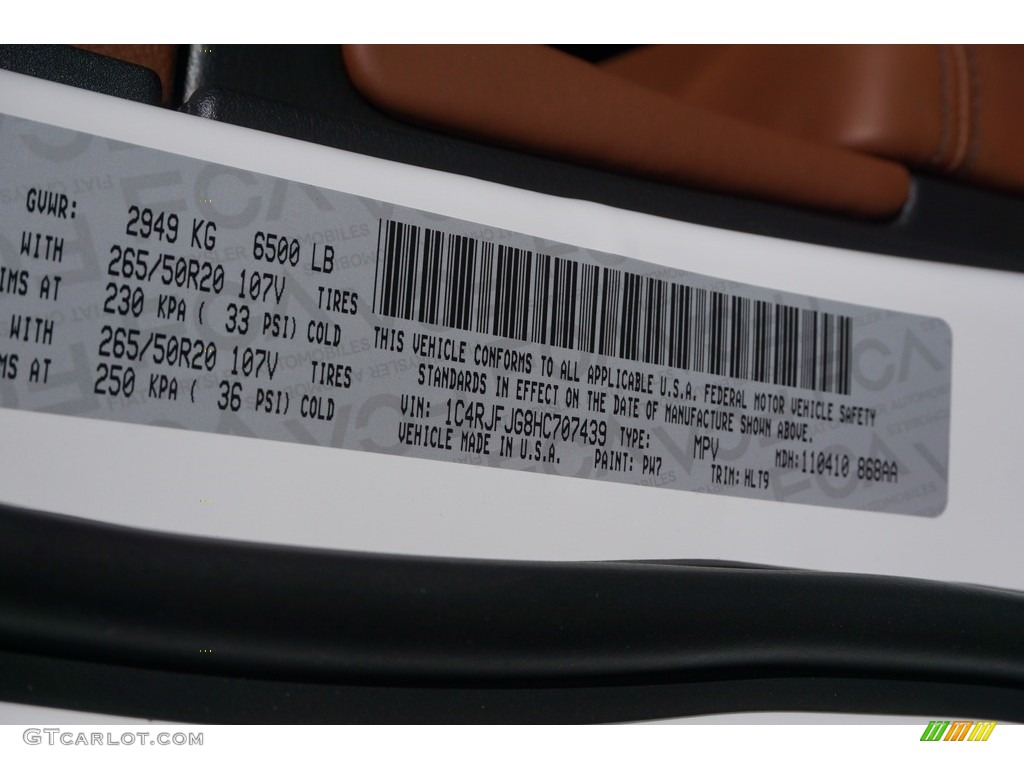 GVWR: 2949 KG 6500 LB
WITH 265/50R20 107V TIRES
IMS AT 230 KPA ( 33 PSI) COLD
WITH 265/50R20 107V TIRES
MS AT 250 KPA ( 36 PSI) COLD
THIS VEHICLE CONFORMS TO ALL APPLICABLE U.S.A. FEDERAL MOTOR VEHICLE SAFETY
STANDARDS IN EFFECT ON THE DATE OF MANUFACTURE SHOWN ABOVE.
VIN: 1C4RJFJG8HC707439 TYPE: MPV MDH:110410 868AA
VEHICLE MADE IN U.S.A. PAINT: PW7 TRIM: HLT9
GTCarlot.com